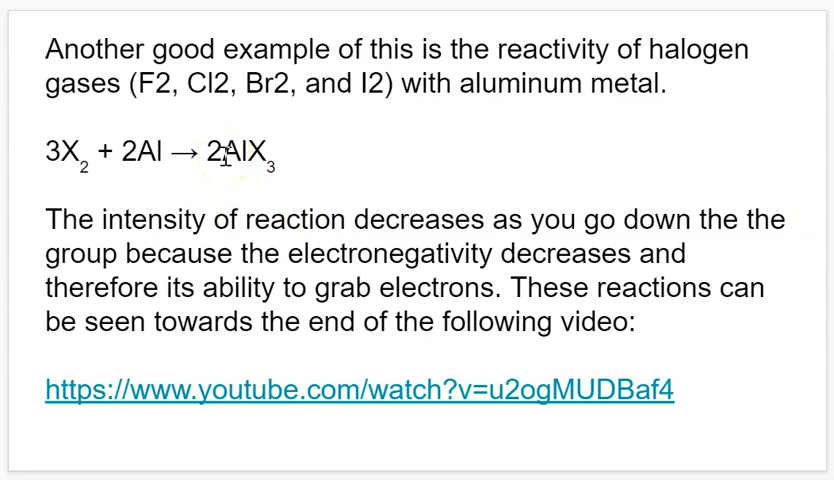 Another good example of this is the reactivity of halogen
gases (F2, Cl2, Br2, and I2) with aluminum metal.
3X₂ + 2Al → 2AlX₃
The intensity of reaction decreases as you go down the the
group because the electronegativity decreases and
therefore its ability to grab electrons. These reactions can
be seen towards the end of the following video:
https://www.youtube.com/watch?v=u2ogMUDBaf4